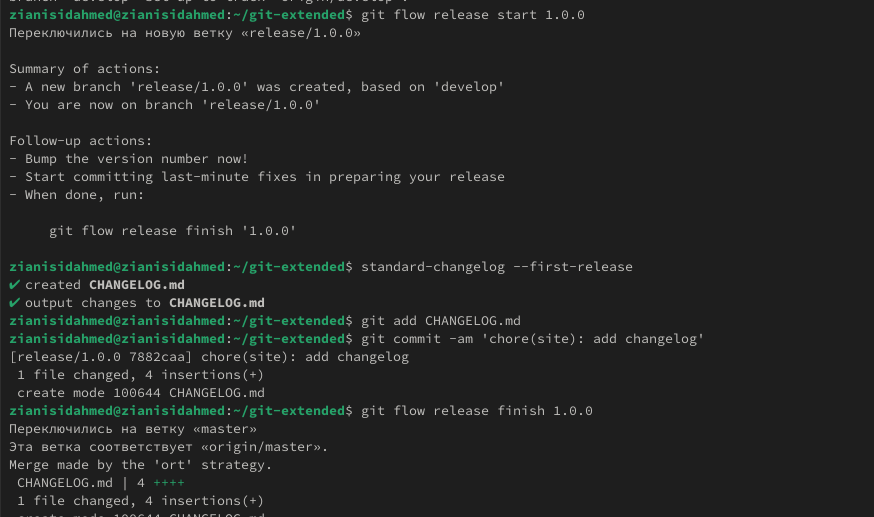 zianisidahmed@zianisidahmed:~/git-extended$ git flow release start 1.0.0
Переключились на новую ветку «release/1.0.0»
Summary of actions:
- A new branch 'release/1.0.0' was created, based on 'develop'
- You are now on branch 'release/1.0.0'
Follow-up actions:
- Bump the version number now!
- Start committing last-minute fixes in preparing your release
- When done, run:
git flow release finish '1.0.0'
zianisidahmed@zianisidahmed:~/git-extended$ standard-changelog --first-release
✔ created CHANGELOG.md
✔ output changes to CHANGELOG.md
zianisidahmed@zianisidahmed:~/git-extended$ git add CHANGELOG.md
zianisidahmed@zianisidahmed:~/git-extended$ git commit -am 'chore(site): add changelog'
[release/1.0.0 7882caa] chore(site): add changelog
1 file changed, 4 insertions(+)
create mode 100644 CHANGELOG.md
zianisidahmed@zianisidahmed:~/git-extended$ git flow release finish 1.0.0
Переключились на ветку «master»
Эта ветка соответствует «origin/master».
Merge made by the 'ort' strategy.
CHANGELOG.md | 4 ++++
1 file changed, 4 insertions(+)